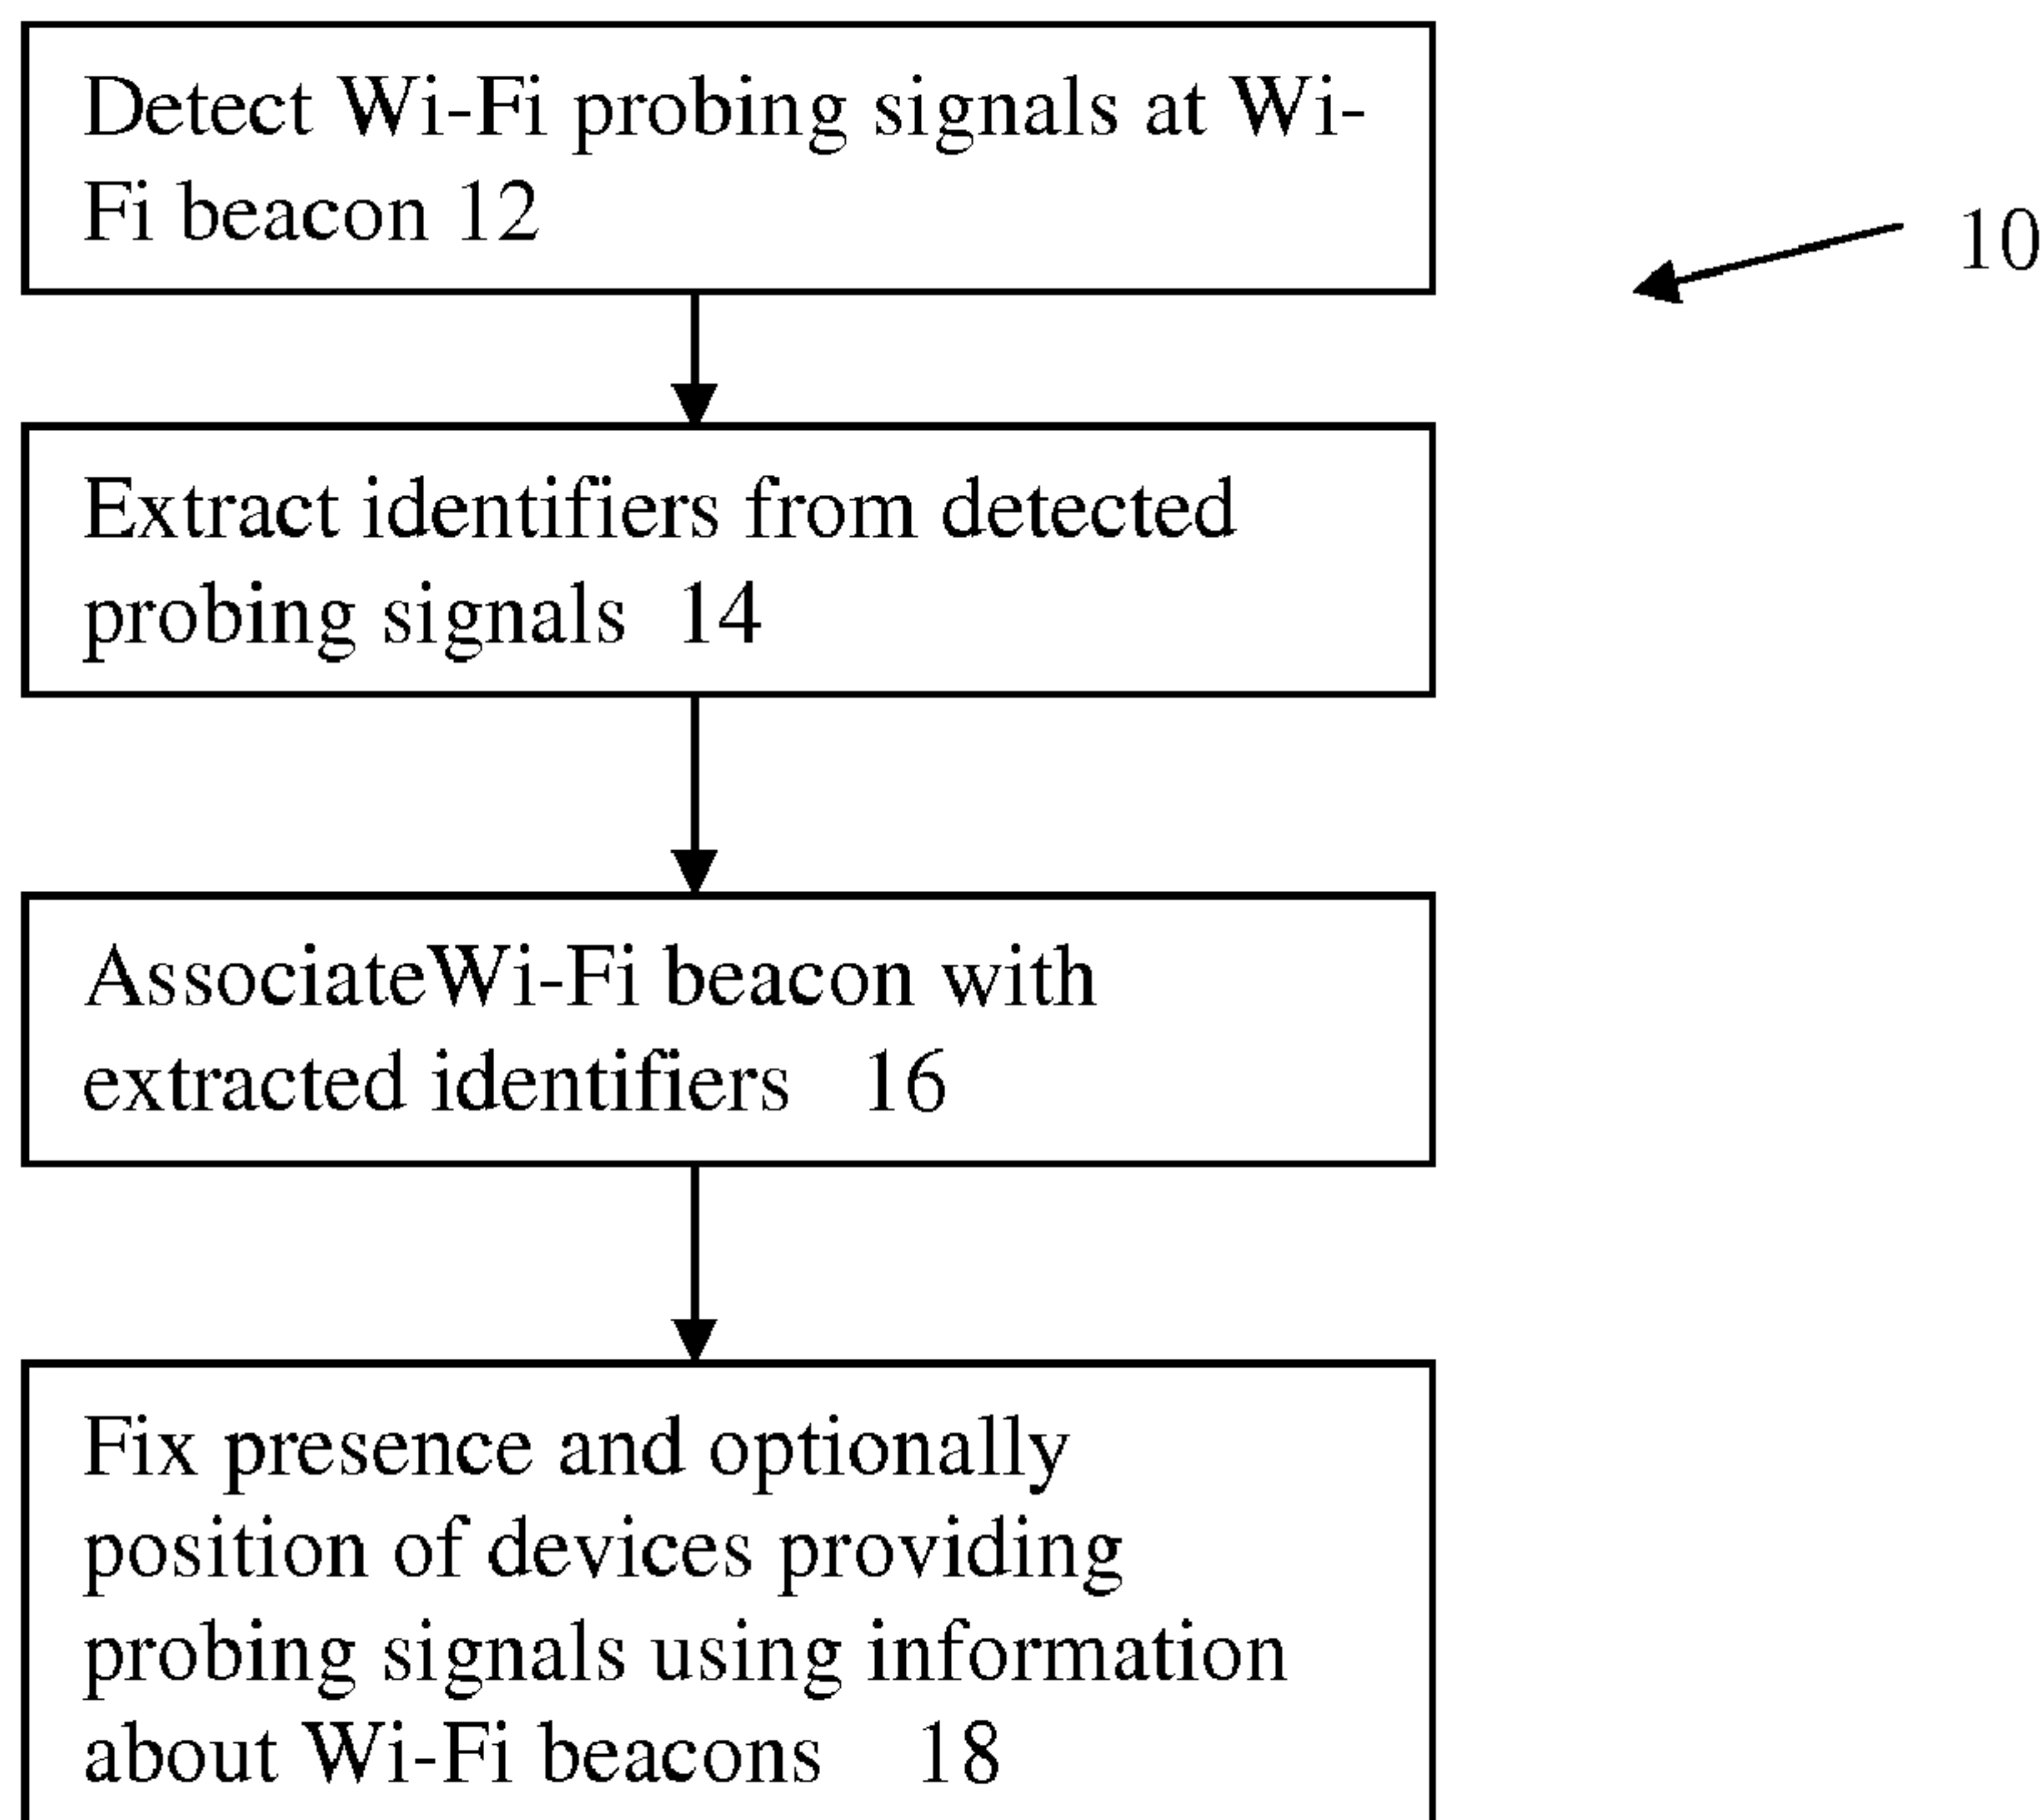 Detect Wi-Fi probing signals at Wi-
Fi beacon 12
10
Extract identifiers from detected
probing signals 14
AssociateWi-Fi beacon with
extracted identifiers 16
Fix presence and optionally
position of devices providing
probing signals using information
about Wi-Fi beacons 18